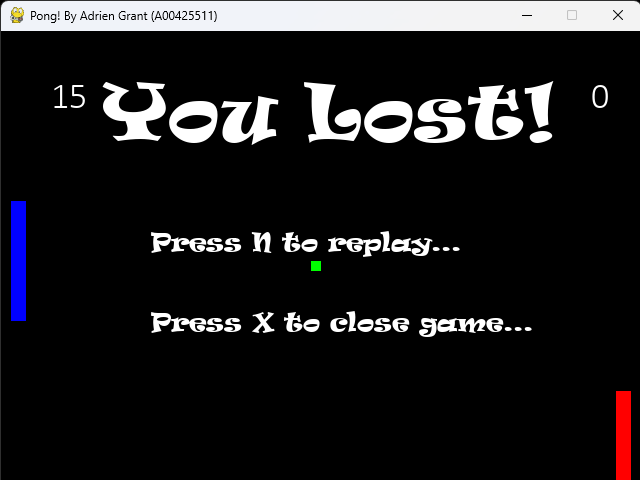 Pong! By Adrien Grant (A00425511)
15 You Lost! 0
Press N to replay...
Press X to close game...